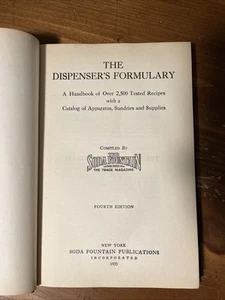 THE
DISPENSER'S FORMULARY
A Handbook of Over 2,500 Tested Recipes
with a
Catalog of Apparatus, Sundries and Supplies
COMPILED BY
THE
SODA FOUNTAIN
THE TRADE MAGAZINE
FOURTH EDITION
NEW YORK
SODA FOUNTAIN PUBLICATIONS
INCORPORATED